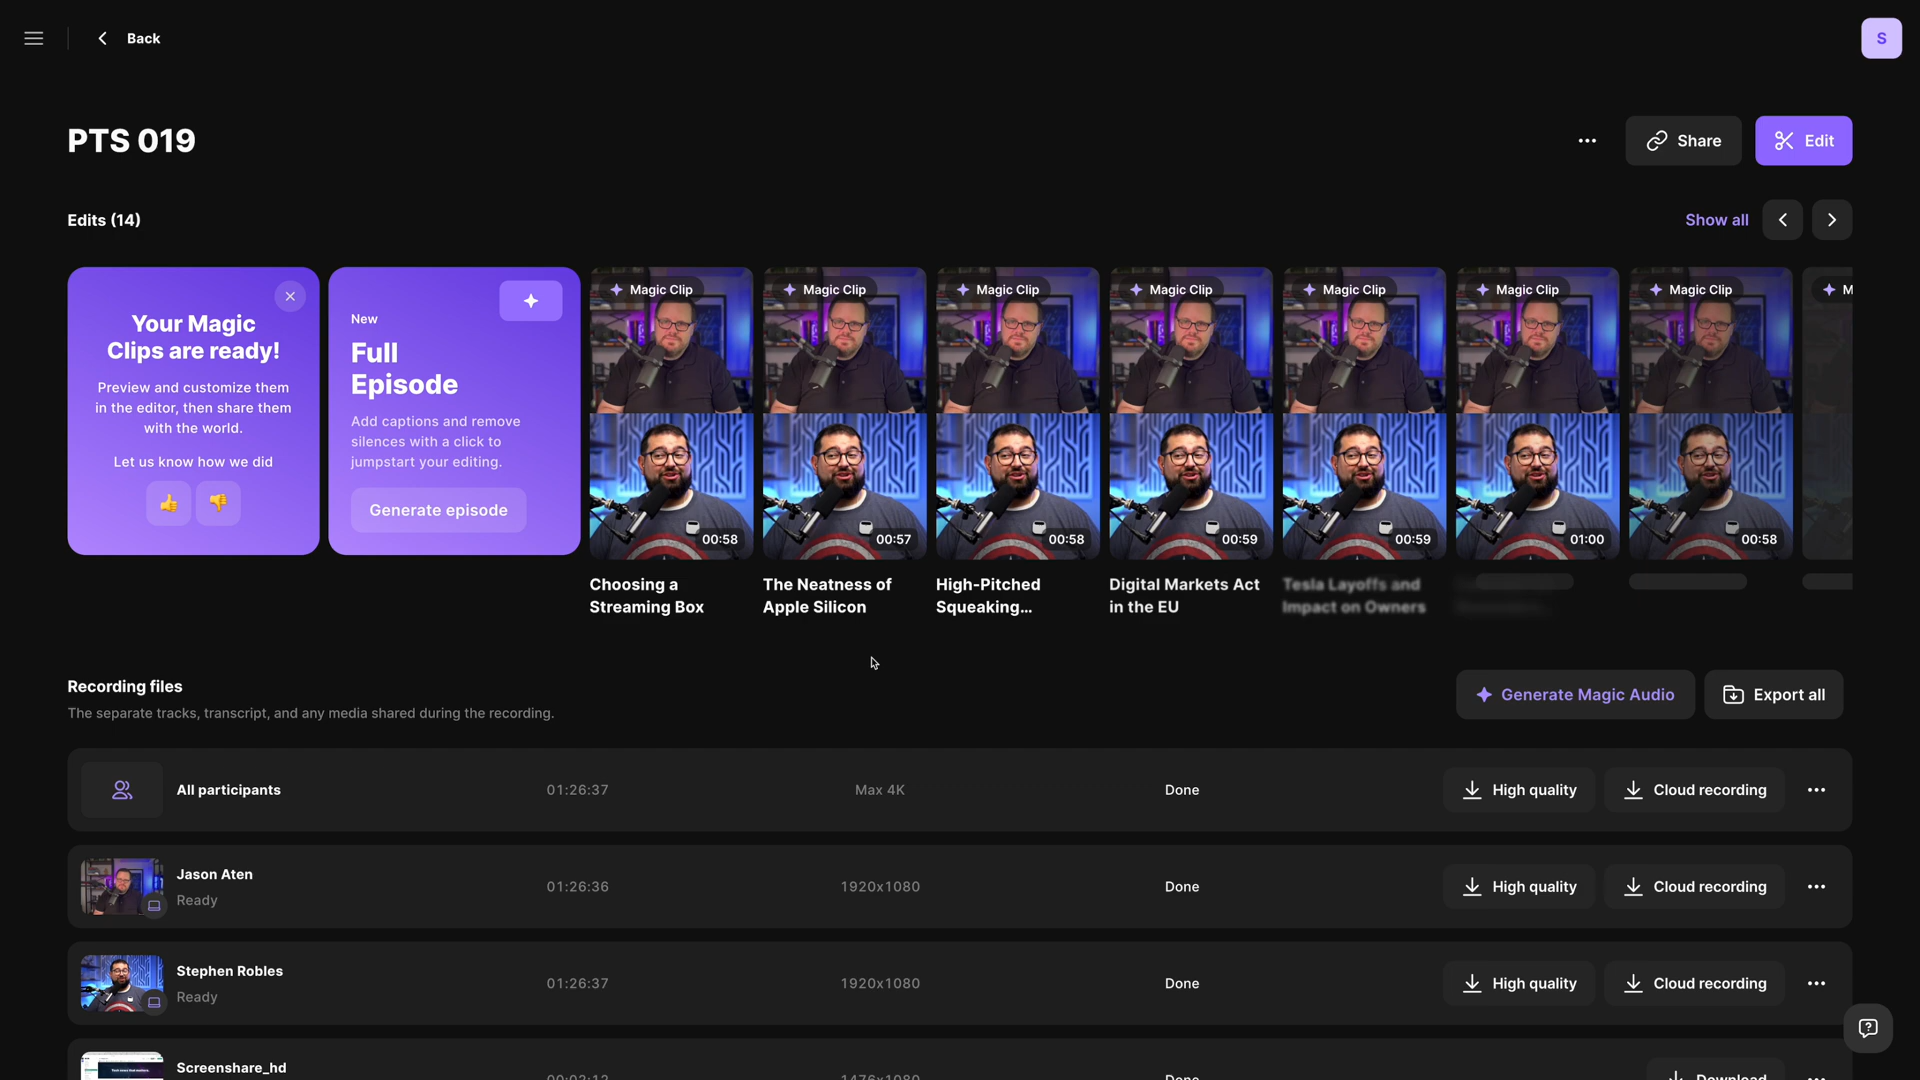 Back
S
PTS 019
Share
Edit
Edits (14)
Show all
Your Magic
Clips are ready!
Preview and customize them
in the editor, then share them
with the world.
Let us know how we did
New
Full
Episode
Add captions and remove
silences with a click to
jumpstart your editing.
Generate episode
Magic Clip
00:58
Choosing a
Streaming Box
Magic Clip
00:57
The Neatness of
Apple Silicon
Magic Clip
00:58
High-Pitched
Squeaking...
Magic Clip
00:59
Digital Markets Act
in the EU
Magic Clip
00:59
Tesla Layoffs and
Impact on Owners
Magic Clip
01:00
Magic Clip
00:58
M
Recording files
The separate tracks, transcript, and any media shared during the recording.
Generate Magic Audio
Export all
All participants
01:26:37
Max 4K
Done
High quality
Cloud recording
Jason Aten
Ready
01:26:36
1920x1080
Done
High quality
Cloud recording
Stephen Robles
Ready
01:26:37
1920x1080
Done
High quality
Cloud recording
Screenshare_hd
00:02:12
1476x1080
Done
Download